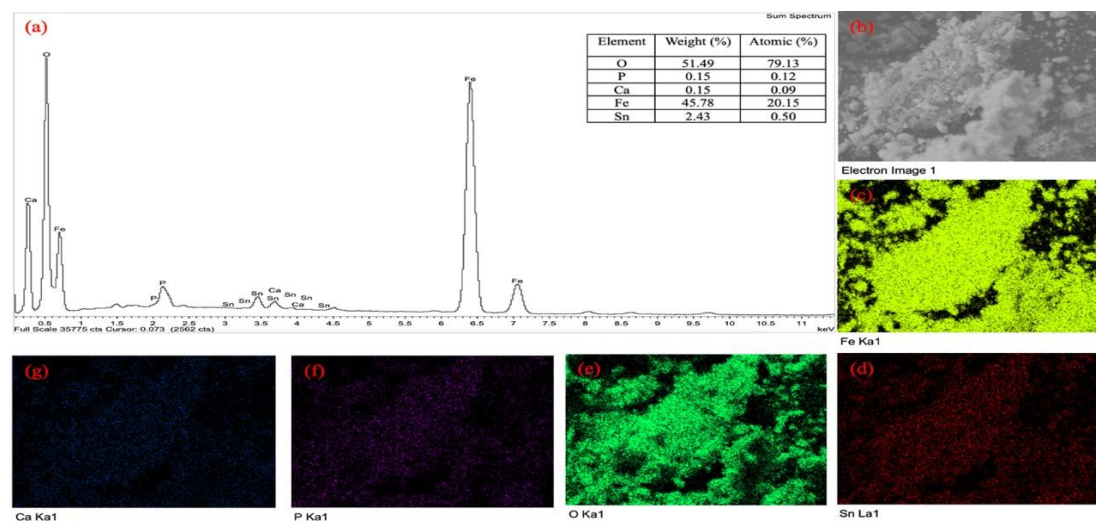 (a)
Sum Spectrum
Element Weight (%) Atomic (%)
O 51.49 79.13
P 0.15 0.12
Ca 0.15 0.09
Fe 45.78 20.15
Sn 2.43 0.50
O
Fe
Ca
Fe
P
P
Sn
Sn
Sn
Ca
Sn
Sn
Sn
Ca
Sn
Fe
0.5 1 1.5 2 2.5 3 3.5 4 4.5 5 5.5 6 6.5 7 7.5 8 8.5 9 9.5 10 10.5 11
Full Scale 35775 cts Cursor: 0.073 (2562 cts) keV
(b)
Electron Image 1
(c)
Fe Ka1
(g)
Ca Ka1
(f)
P Ka1
(e)
O Ka1
(d)
Sn La1